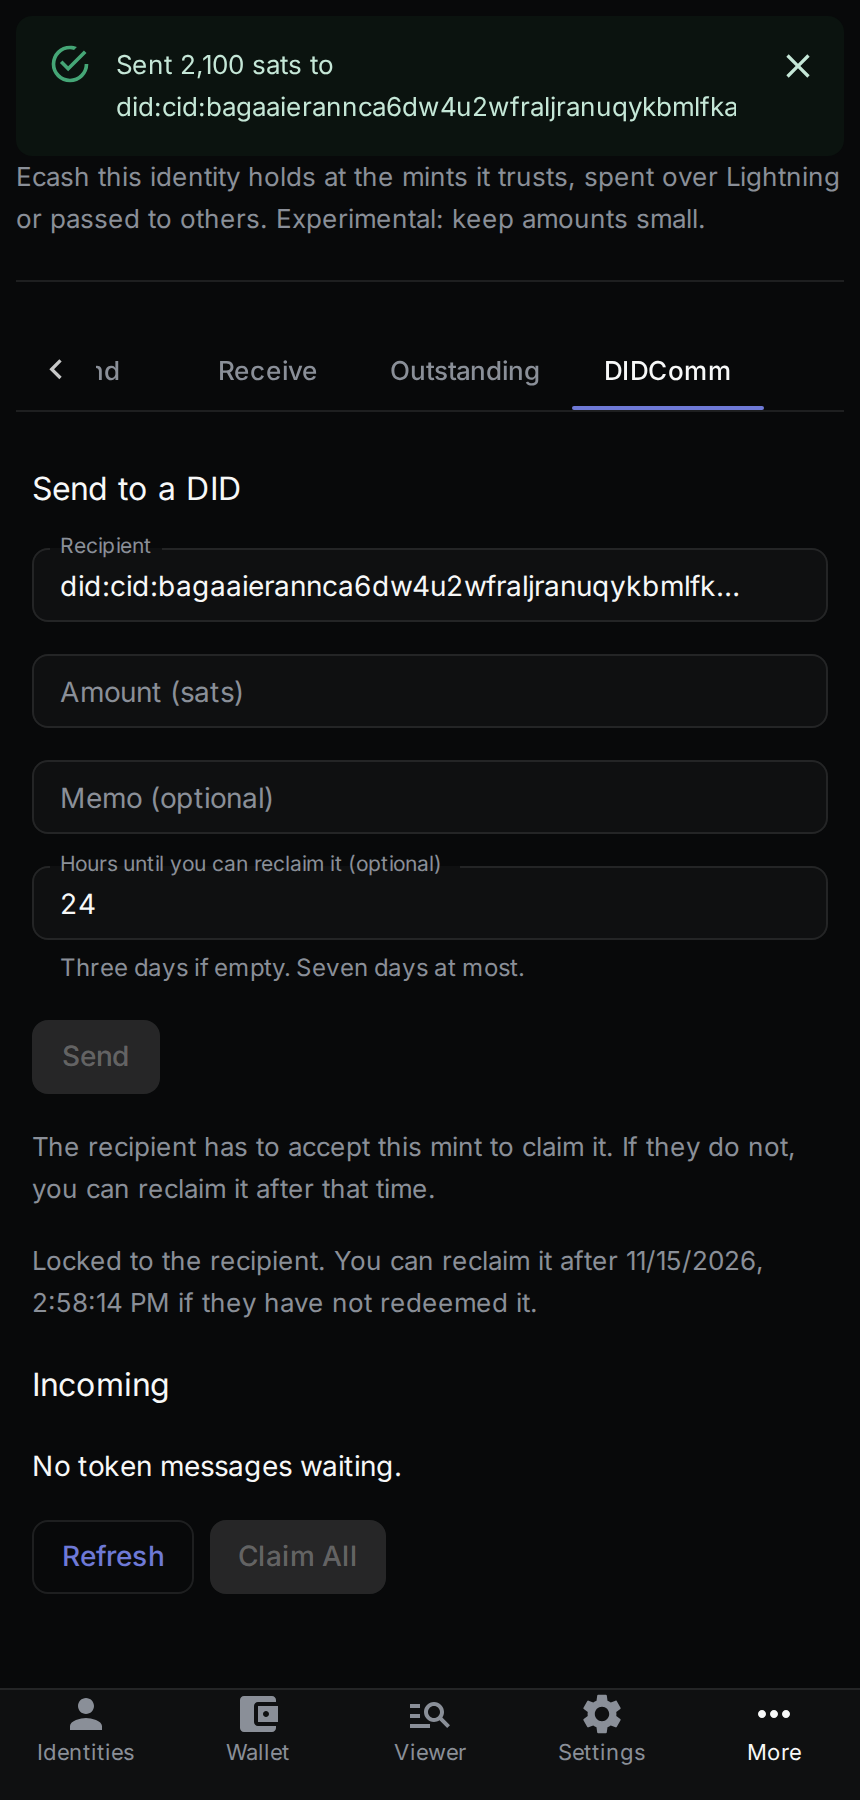 Sent 2,100 sats to
did:cid:bagaaierannca6dw4u2wfraljranuqykbmlfka
Ecash this identity holds at the mints it trusts, spent over Lightning
or passed to others. Experimental: keep amounts small.
nd Receive Outstanding DIDComm
Send to a DID
Recipient
did:cid:bagaaierannca6dw4u2wfraljranuqykbmlfk...
Amount (sats)
Memo (optional)
Hours until you can reclaim it (optional)
24
Three days if empty. Seven days at most.
Send
The recipient has to accept this mint to claim it. If they do not,
you can reclaim it after that time.
Locked to the recipient. You can reclaim it after 11/15/2026,
2:58:14 PM if they have not redeemed it.
Incoming
No token messages waiting.
Refresh Claim All
Identities Wallet Viewer Settings More